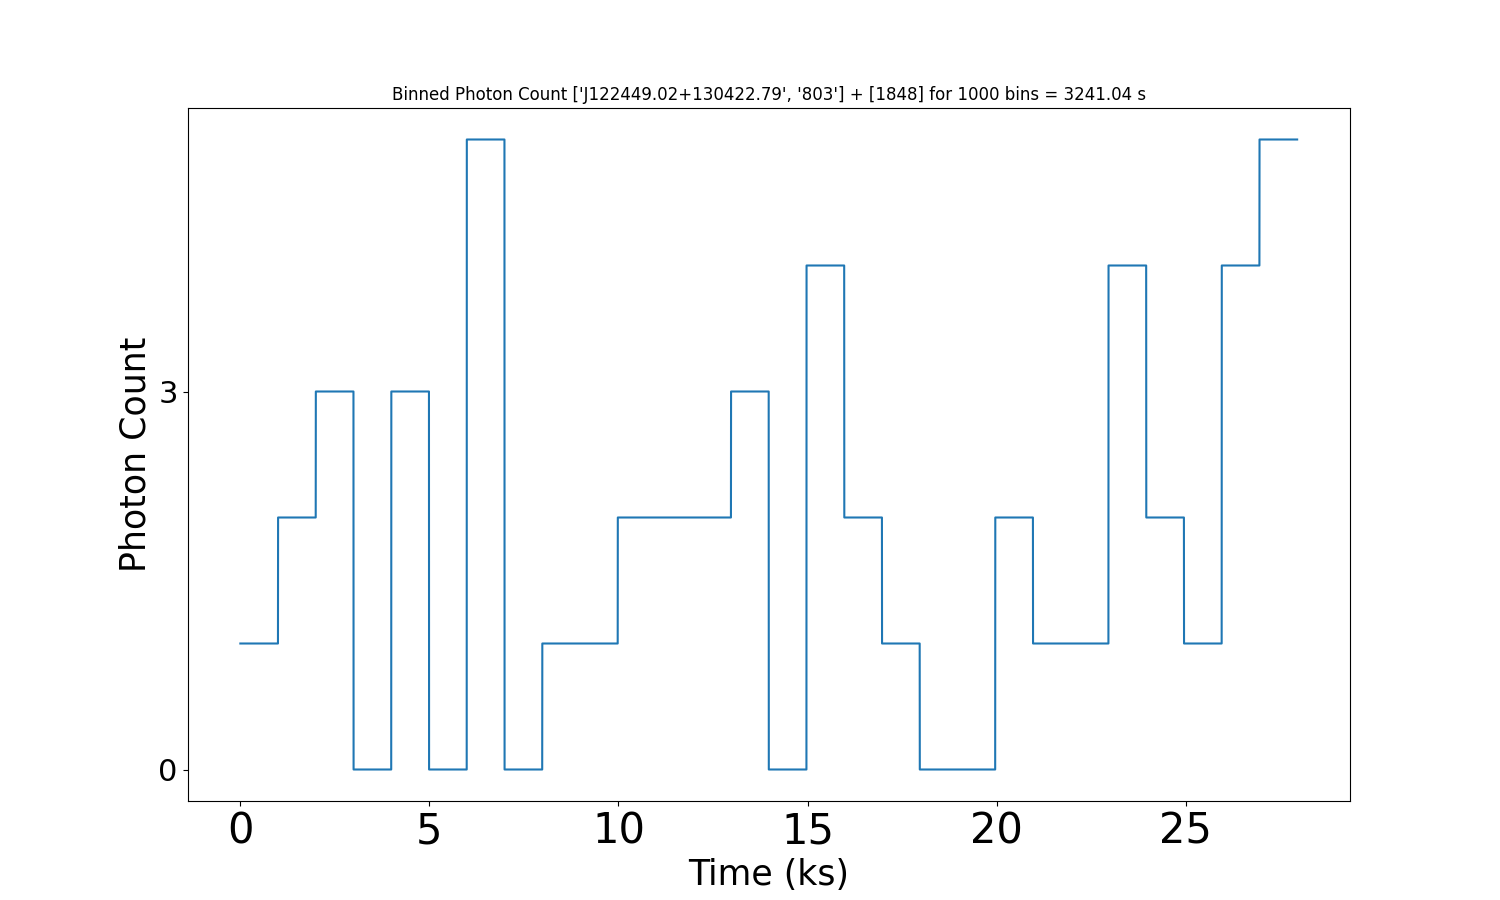 Binned Photon Count ['J122449.02+130422.79', '803'] + [1848] for 1000 bins = 3241.04 s
Photon Count
3
0
0 5 10 15 20 25
Time (ks)